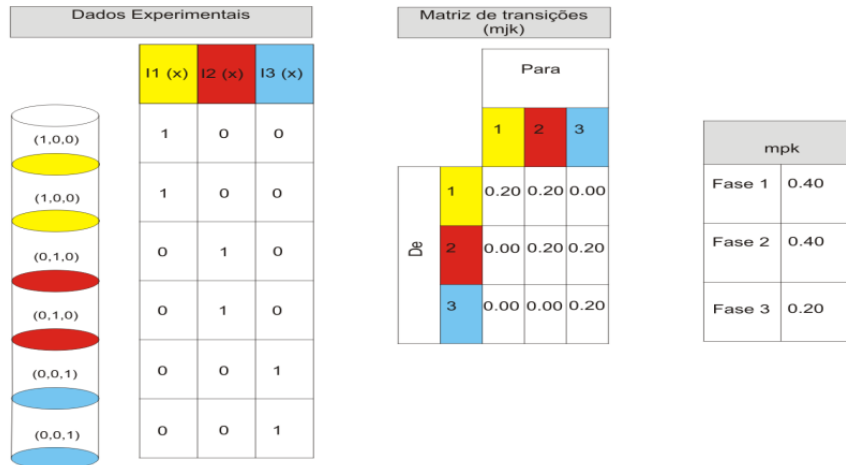 Dados Experimentais
I1 (x) I2 (x) I3 (x)
(1,0,0) 1 0 0
(1,0,0) 1 0 0
(0,1,0) 0 1 0
(0,1,0) 0 1 0
(0,0,1) 0 0 1
(0,0,1) 0 0 1
Matriz de transições
(mjk)
Para
1 2 3
De
1 0.20 0.20 0.00
2 0.00 0.20 0.20
3 0.00 0.00 0.20
mpk
Fase 1 0.40
Fase 2 0.40
Fase 3 0.20